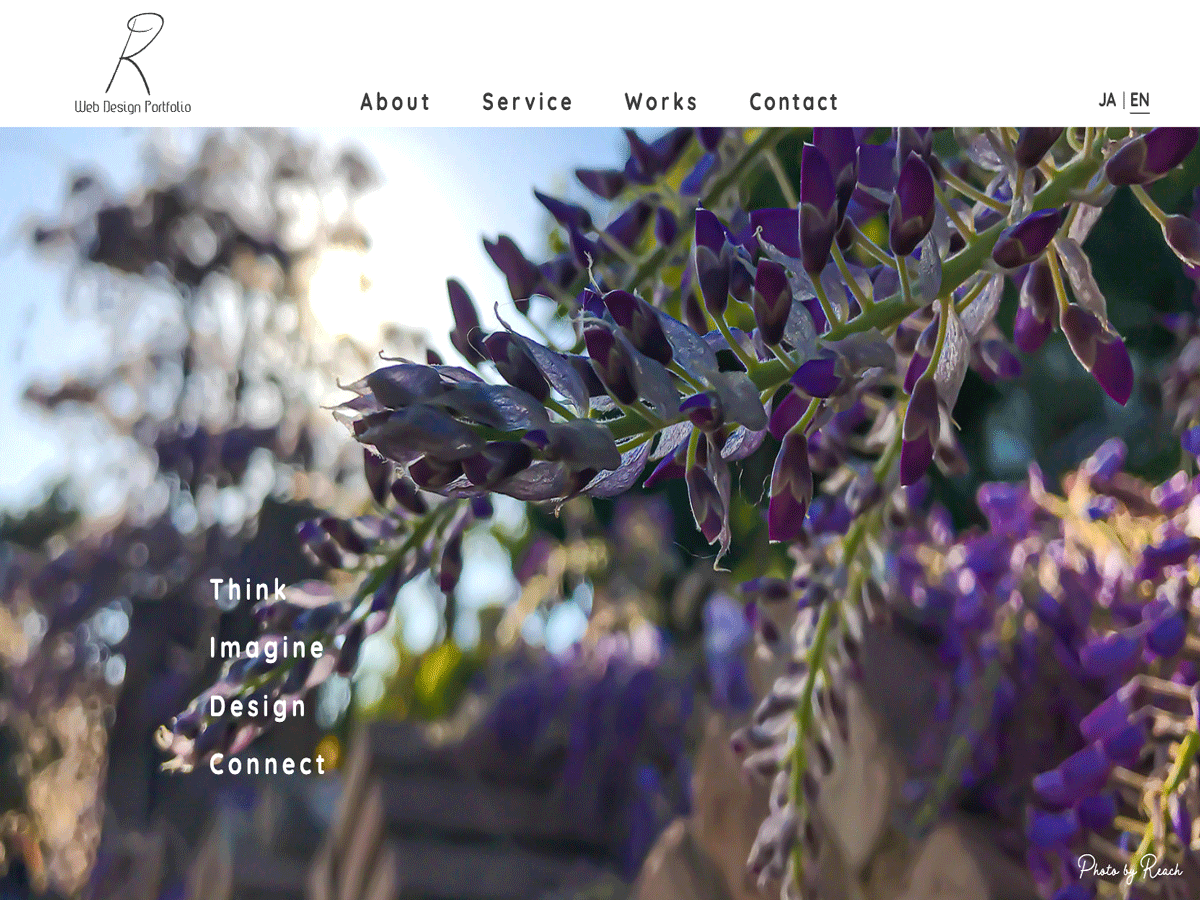 R
Web Design Portfolio
About Service Works Contact
JA | EN
Think
Imagine
Design
Connect
Photo by Reach